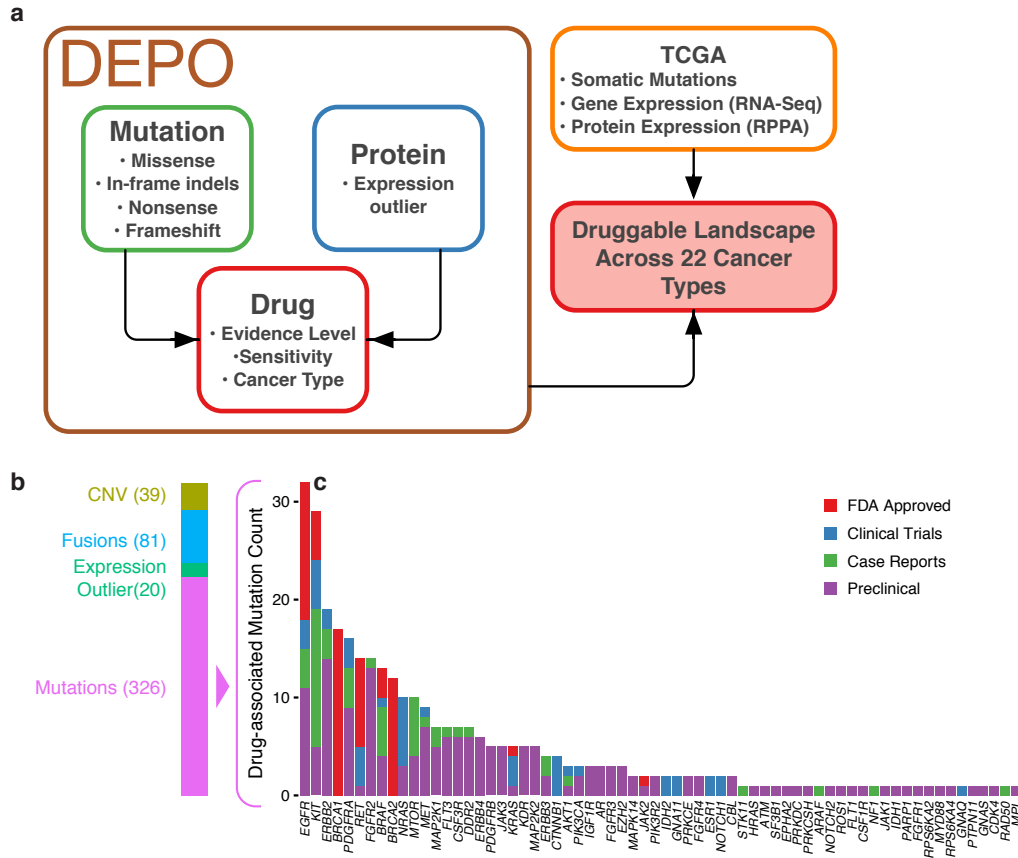 a
DEPO
Mutation
• Missense
• In-frame indels
• Nonsense
• Frameshift
Protein
• Expression
outlier
Drug
• Evidence Level
•Sensitivity
• Cancer Type
TCGA
• Somatic Mutations
• Gene Expression (RNA-Seq)
• Protein Expression (RPPA)
Druggable Landscape
Across 22 Cancer
Types
b
CNV (39)
Fusions (81)
Expression
Outlier(20)
Mutations (326)
c
Drug-associated Mutation Count
30
20
10
0
FDA Approved
Clinical Trials
Case Reports
Preclinical
EGFR
KIT
ERBB2
BRCA1
PDGFRA
RET
FGFR2
BRAF
BRCA2
NRAS
MTOR
MET
MAP2K1
FLT3
CSF3R
DDR2
ERBB4
PDGFRB
JAK3
KRAS
KDR
MAP2K2
ERBB3
CTNNB1
AKT1
PIK3CA
IGF1R
AR
FGFR3
EZH2
MAPK14
JAK2
PIK3R2
IDH2
GNA11
PRKCE
FGFR4
ESR1
NOTCH1
CBL
STK11
HRAS
ATM
SF3B1
EPHA2
PRKDC
PRKCSH
ARAF
NOTCH2
ROS1
FLT1
CSF1R
NF1
JAK1
IDH1
PARP1
FGFR1
RPS6KA2
MYD88
RPS6KA4
GNAQ
PTPN11
GNAS
CDK4
RAD50
MPL